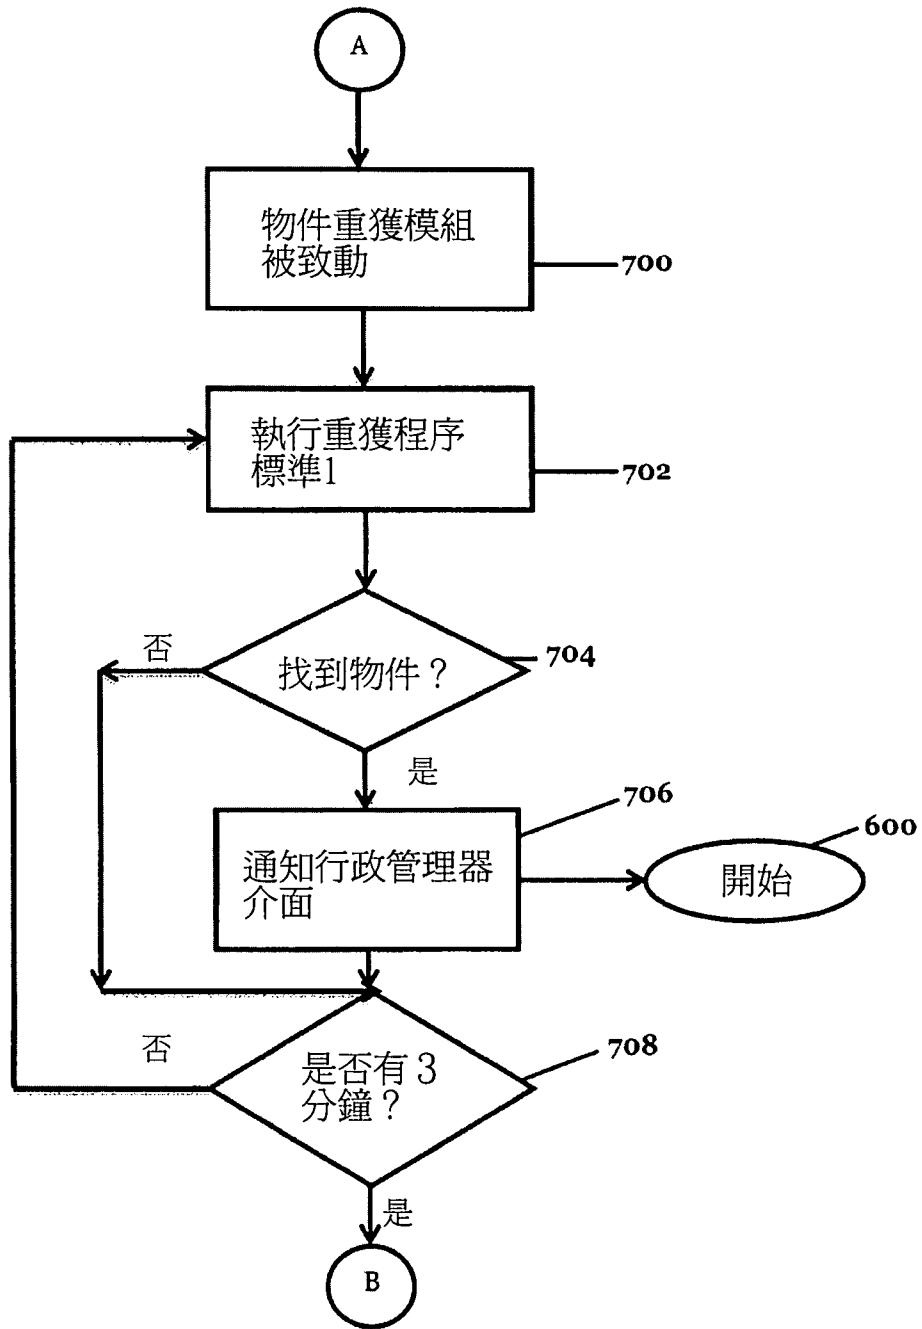 A
物件重獲模組
被致動
700
執行重獲程序
標準1
702
否
找到物件？
704
是
706
通知行政管理器
介面
600
開始
否
是否有3
分鐘？
708
是
B